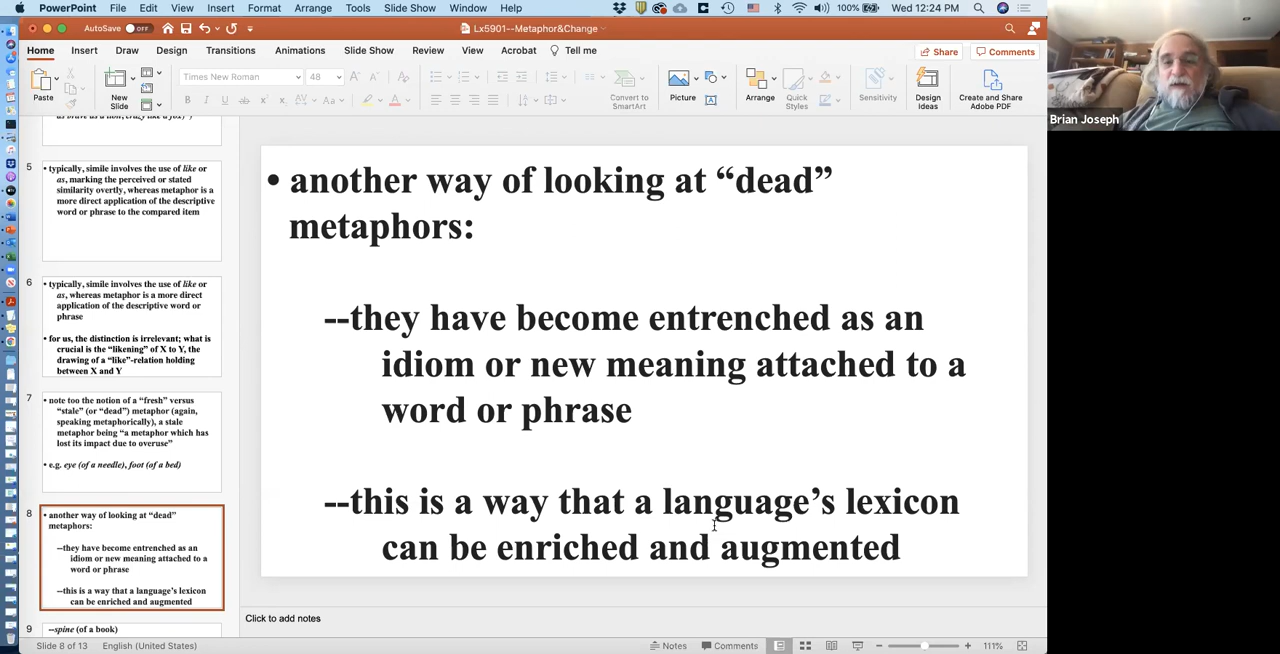 PowerPoint File Edit View Insert Format Arrange Tools Slide Show Window Help 100% Wed 12:24 PM
AutoSave OFF Lx5901--Metaphor&Change
Home Insert Draw Design Transitions Animations Slide Show Review View Acrobat Tell me Share Comments
Times New Roman 48
Paste New Slide Convert to SmartArt Picture Arrange Quick Styles Sensitivity Design Ideas Create and Share Adobe PDF
as brave as a lion, crazy like a fox)")
5
• typically, simile involves the use of like or
as, marking the perceived or stated
similarity overtly, whereas metaphor is a
more direct application of the descriptive
word or phrase to the compared item
6
• typically, simile involves the use of like or
as, whereas metaphor is a more direct
application of the descriptive word or
phrase
• for us, the distinction is irrelevant; what is
crucial is the “likening” of X to Y, the
drawing of a “like”-relation holding
between X and Y
7
• note too the notion of a “fresh” versus
“stale” (or “dead”) metaphor (again,
speaking metaphorically), a stale
metaphor being “a metaphor which has
lost its impact due to overuse”
• e.g. eye (of a needle), foot (of a bed)
8
• another way of looking at “dead”
metaphors:
--they have become entrenched as an
idiom or new meaning attached to a
word or phrase
--this is a way that a language’s lexicon
can be enriched and augmented
9
--spine (of a book)
• another way of looking at “dead”
metaphors:
--they have become entrenched as an
idiom or new meaning attached to a
word or phrase
--this is a way that a language’s lexicon
can be enriched and augmented
Click to add notes
Slide 8 of 13 English (United States) Notes Comments 111%
Brian Joseph